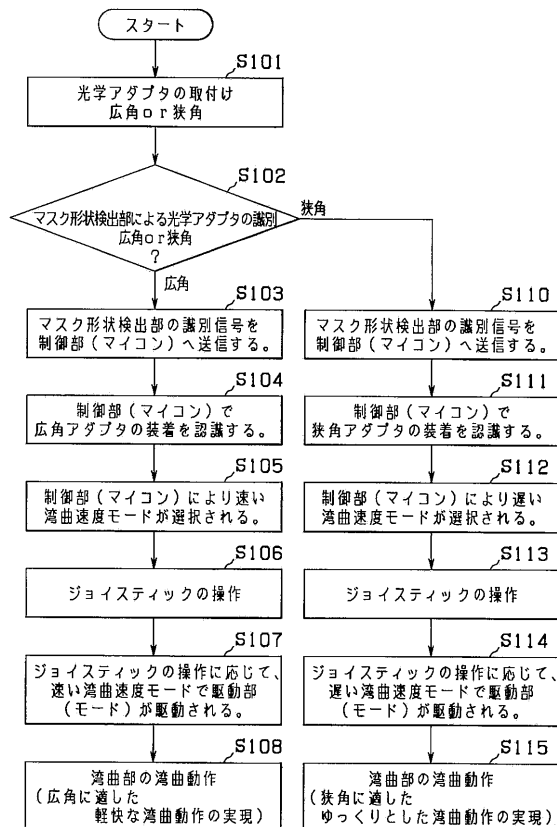 スタート
S101
光学アダプタの取付け
広角or狭角
S102
マスク形状検出部による光学アダプタの識別
広角or狭角
?
狭角
広角
S103
マスク形状検出部の識別信号を
制御部(マイコン)へ送信する。
S104
制御部(マイコン)で
広角アダプタの装着を認識する。
S105
制御部(マイコン)により速い
湾曲速度モードが選択される。
S106
ジョイスティックの操作
S107
ジョイスティックの操作に応じて、
速い湾曲速度モードで駆動部
(モード)が駆動される。
S108
湾曲部の湾曲動作
(広角に適した
軽快な湾曲動作の実現)
S110
マスク形状検出部の識別信号を
制御部(マイコン)へ送信する。
S111
制御部(マイコン)で
狭角アダプタの装着を認識する。
S112
制御部(マイコン)により遅い
湾曲速度モードが選択される。
S113
ジョイスティックの操作
S114
ジョイスティックの操作に応じて、
遅い湾曲速度モードで駆動部
(モード)が駆動される。
S115
湾曲部の湾曲動作
(狭角に適した
ゆっくりとした湾曲動作の実現)